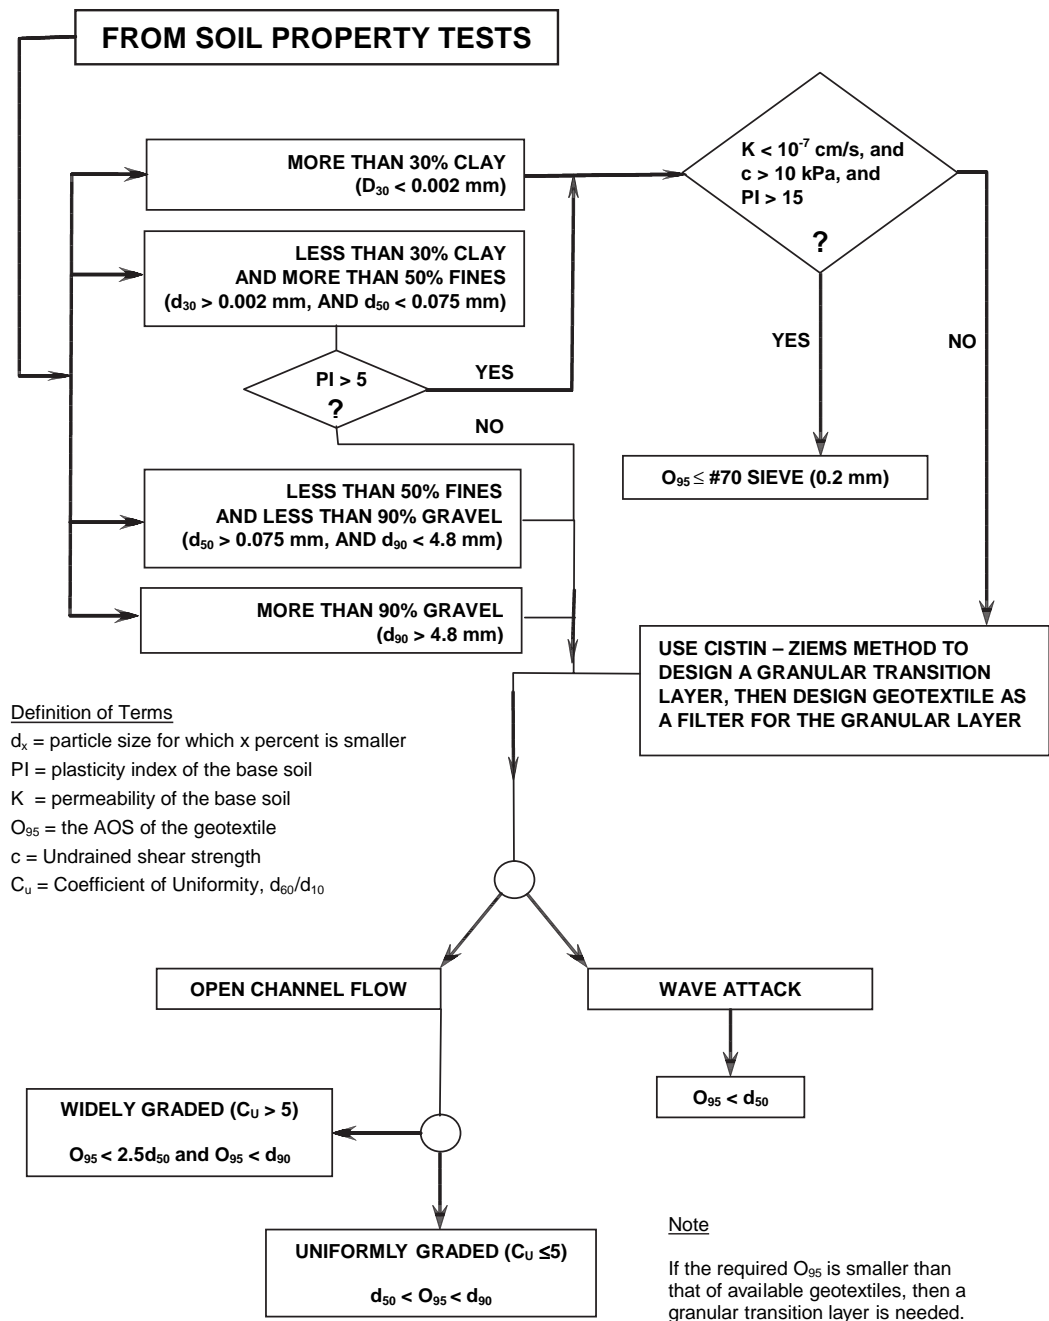 FROM SOIL PROPERTY TESTS
MORE THAN 30% CLAY
(D30 < 0.002 mm)
K < 10-7 cm/s, and
c > 10 kPa, and
PI > 15
?
LESS THAN 30% CLAY
AND MORE THAN 50% FINES
(d30 > 0.002 mm, AND d50 < 0.075 mm)
YES
NO
PI > 5
?
YES
NO
O95 ≤ #70 SIEVE (0.2 mm)
LESS THAN 50% FINES
AND LESS THAN 90% GRAVEL
(d50 > 0.075 mm, AND d90 < 4.8 mm)
MORE THAN 90% GRAVEL
(d90 > 4.8 mm)
USE CISTIN – ZIEMS METHOD TO
DESIGN A GRANULAR TRANSITION
LAYER, THEN DESIGN GEOTEXTILE AS
A FILTER FOR THE GRANULAR LAYER
Definition of Terms
dx = particle size for which x percent is smaller
PI = plasticity index of the base soil
K = permeability of the base soil
O95 = the AOS of the geotextile
c = Undrained shear strength
Cu = Coefficient of Uniformity, d60/d10
OPEN CHANNEL FLOW
WAVE ATTACK
O95 < d50
WIDELY GRADED (CU > 5)
O95 < 2.5d50 and O95 < d90
UNIFORMLY GRADED (CU ≤5)
d50 < O95 < d90
Note
If the required O95 is smaller than
that of available geotextiles, then a
granular transition layer is needed.